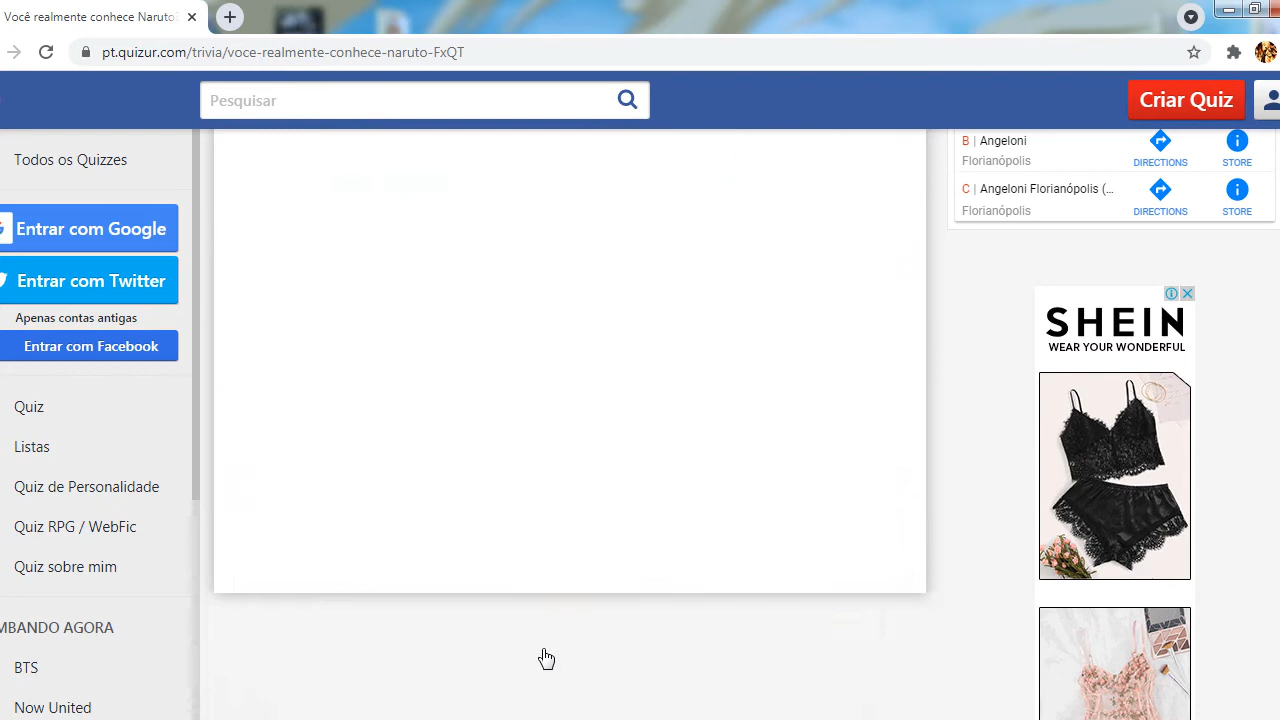 Você realmente conhece Naruto
pt.quizur.com/trivia/voce-realmente-conhece-naruto-FxQT
Pesquisar
Criar Quiz
Todos os Quizzes
Entrar com Google
Entrar com Twitter
Apenas contas antigas
Entrar com Facebook
Quiz
Listas
Quiz de Personalidade
Quiz RPG / WebFic
Quiz sobre mim
MBANDO AGORA
BTS
Now United
B | Angeloni
Florianópolis
DIRECTIONS
STORE
C | Angeloni Florianópolis (...
Florianópolis
DIRECTIONS
STORE
SHEIN
WEAR YOUR WONDERFUL